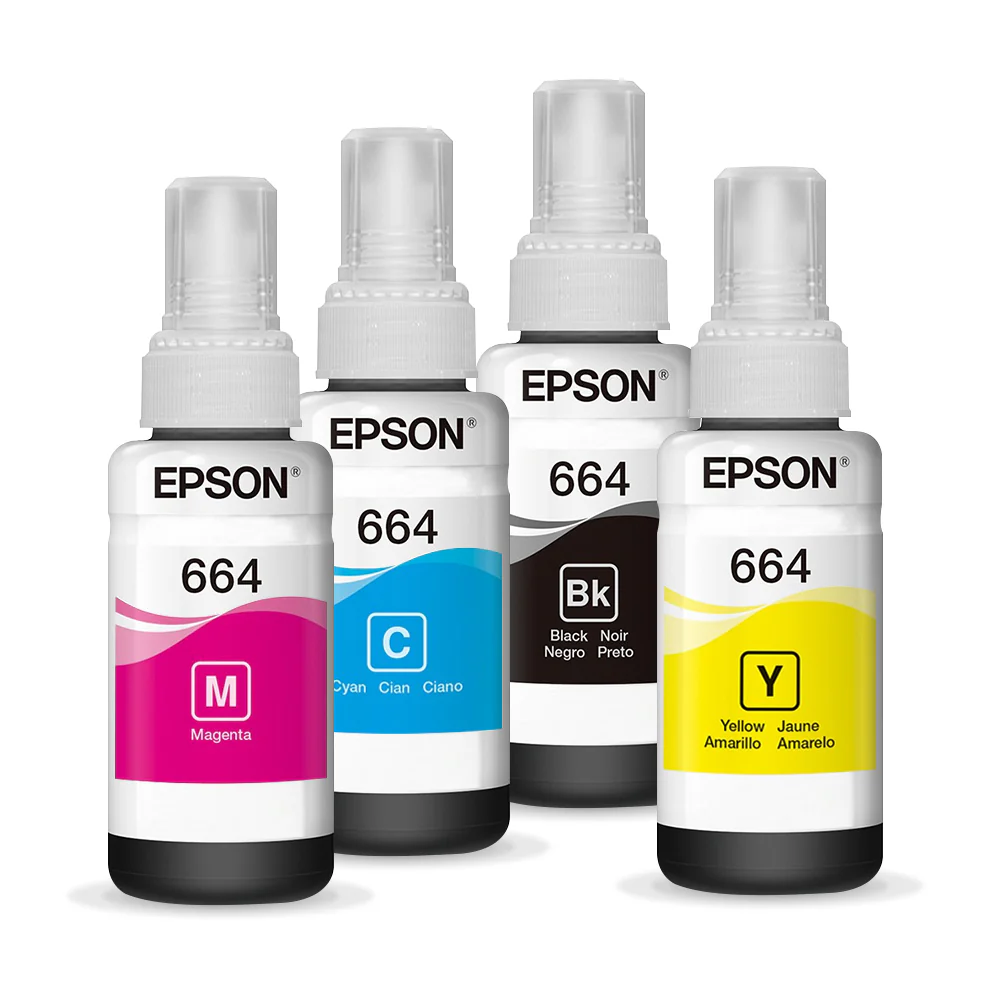 EPSON®
664
M
Magenta
EPSON®
664
C
Cyan Cian Ciano
EPSON®
664
Bk
Black Noir
Negro Preto
EPSON®
664
Y
Yellow Jaune
Amarillo Amarelo